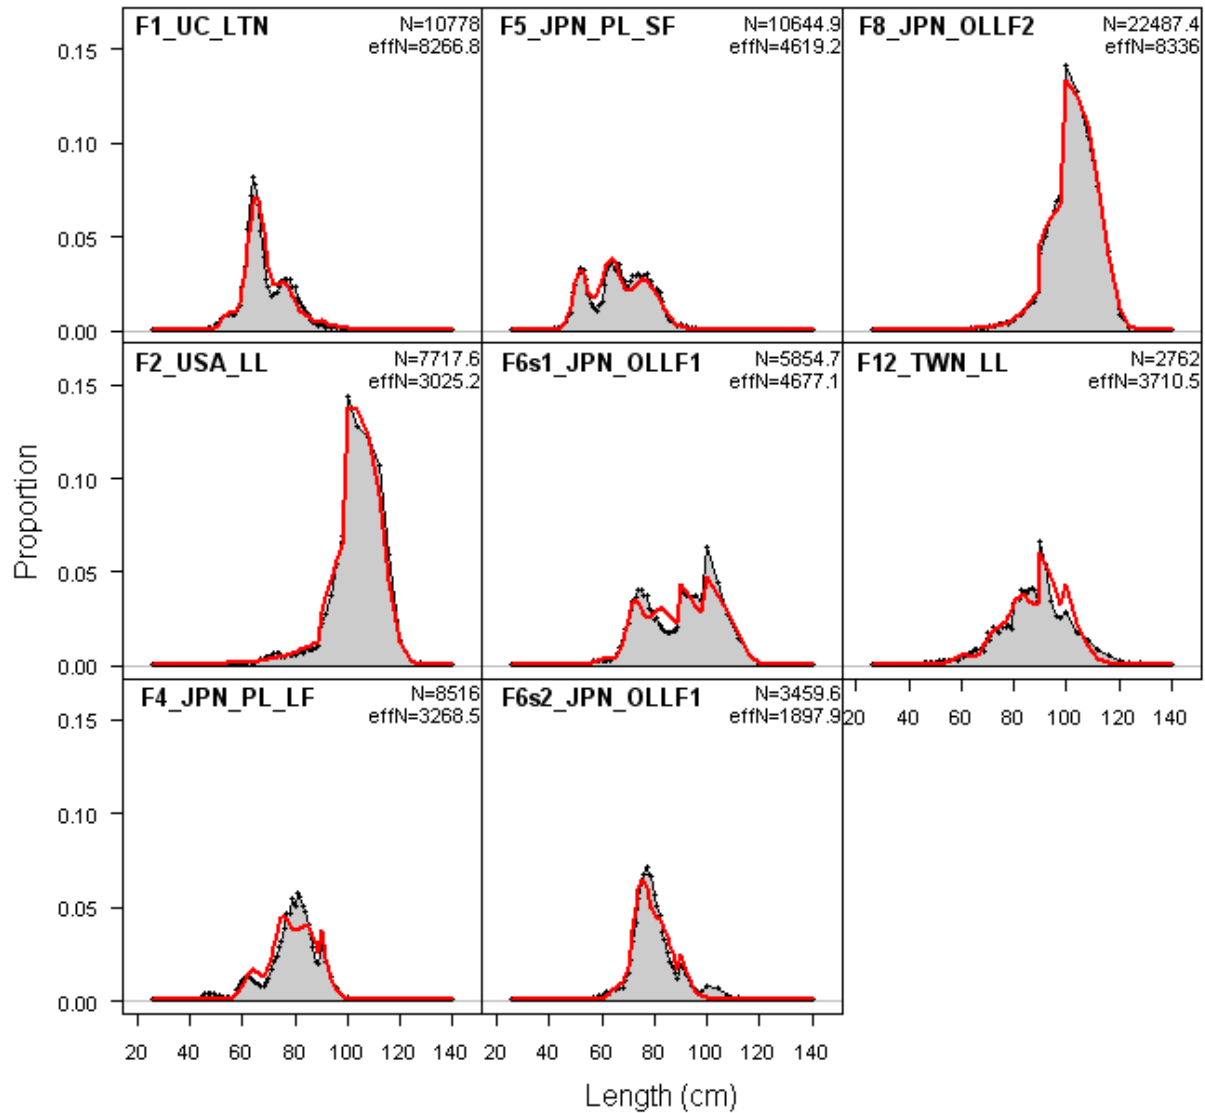 F1_UC_LTN
N=10778
effN=8266.8
F5_JPN_PL_SF
N=10644.9
effN=4619.2
F8_JPN_OLLF2
N=22487.4
effN=8336
0.15
0.10
0.05
0.00
F2_USA_LL
N=7717.6
effN=3025.2
F6s1_JPN_OLLF1
N=5854.7
effN=4677.1
F12_TWN_LL
N=2762
effN=3710.5
0.15
0.10
0.05
0.00
Proportion
F4_JPN_PL_LF
N=8516
effN=3268.5
F6s2_JPN_OLLF1
N=3459.6
effN=1897.9
20 40 60 80 100 120 140
0.15
0.10
0.05
0.00
20 40 60 80 100 120 140
20 40 60 80 100 120 140
Length (cm)